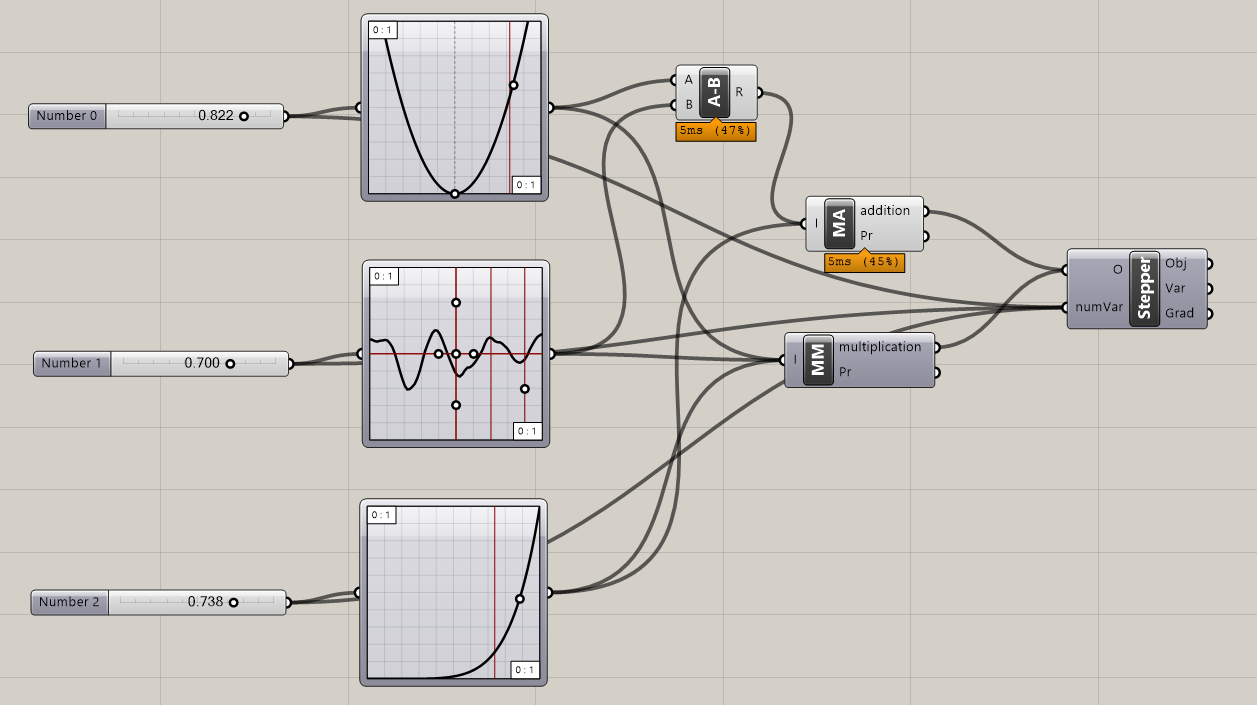 Number 0
0.822
0 : 1
0 : 1
A
B
A-B
R
5ms (47%)
I
MA
addition
Pr
5ms (45%)
O
numVar
Stepper
Obj
Var
Grad
Number 1
0.700
0 : 1
0 : 1
I
MM
multiplication
Pr
Number 2
0.738
0 : 1
0 : 1